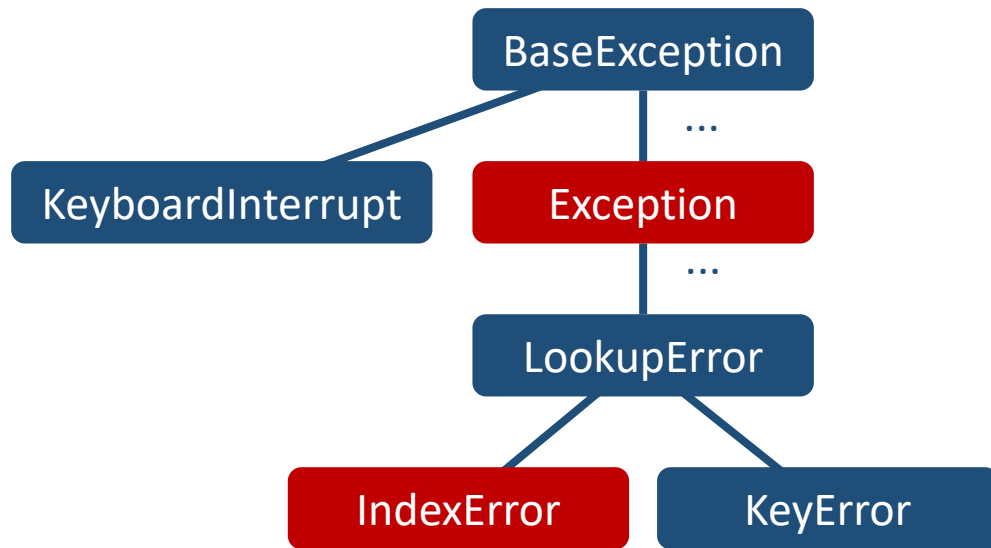 BaseException
...
KeyboardInterrupt
Exception
...
LookupError
IndexError
KeyError